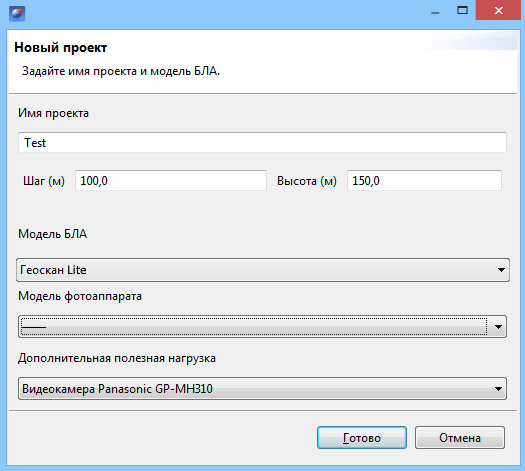 Новый проект
Задайте имя проекта и модель БЛА.
Имя проекта
Test
Шаг (м) 100,0 Высота (м) 150,0
Модель БЛА
Геоскан Lite
Модель фотоаппарата
——
Дополнительная полезная нагрузка
Видеокамера Panasonic GP-MH310
Готово Отмена